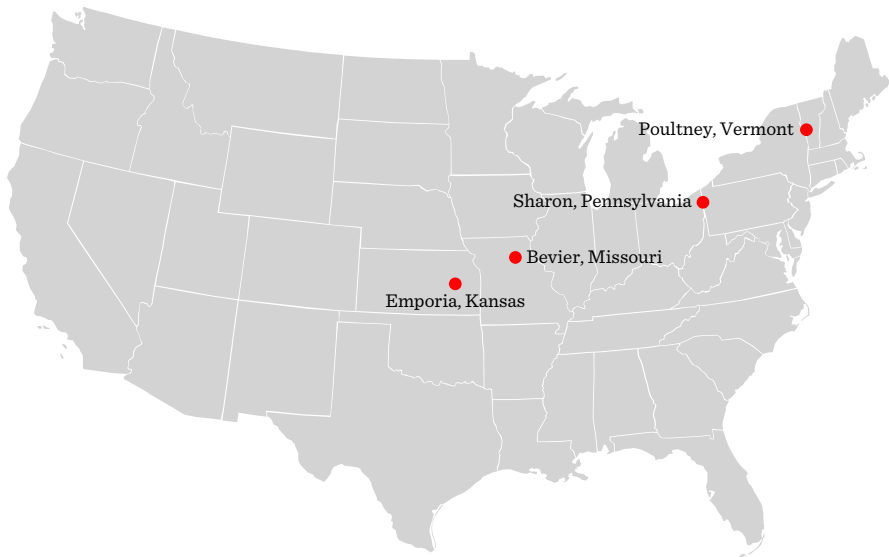 Poultney, Vermont
Sharon, Pennsylvania
Bevier, Missouri
Emporia, Kansas